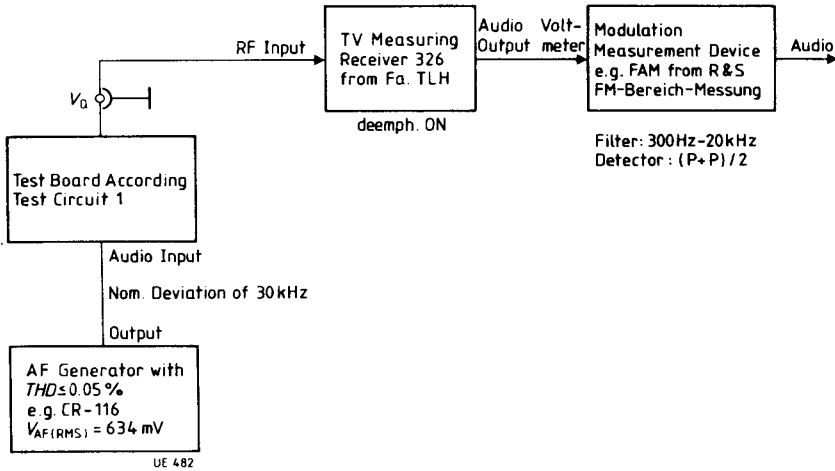 RF Input
TV Measuring
Receiver 326
from Fa. TLH
deemph. ON
Audio
Output
Volt-
meter
Modulation
Measurement Device
e.g. FAM from R&S
FM-Bereich-Messung
Audio
Filter: 300Hz-20kHz
Detector : (P+P)/2
VQ
Test Board According
Test Circuit 1
Audio Input
Nom. Deviation of 30kHz
Output
AF Generator with
THD≤0.05%
e.g. CR-116
VAF(RMS) = 634 mV
UE 482